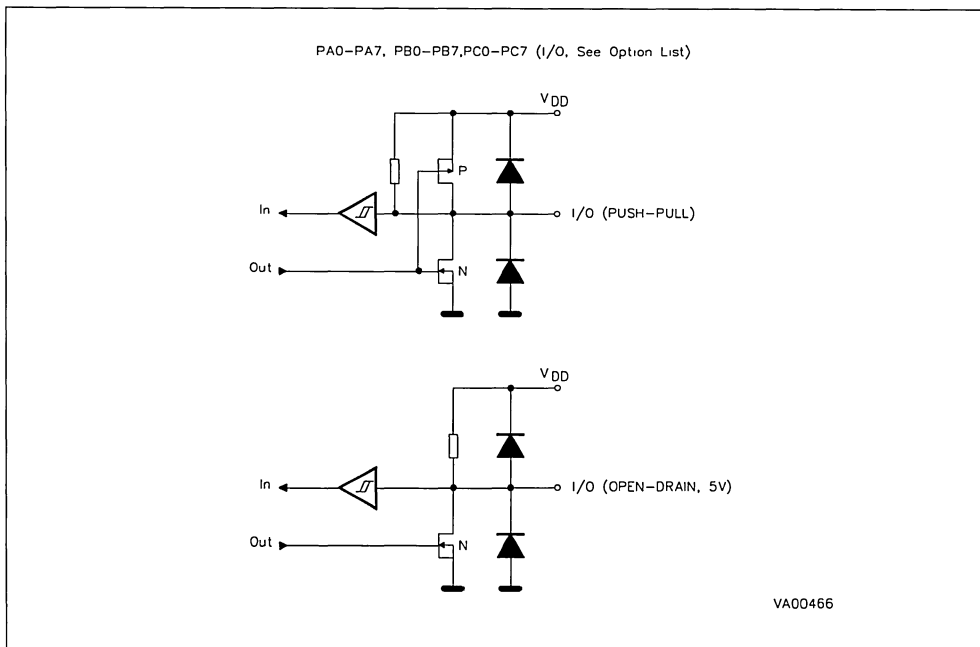 PA0-PA7, PB0-PB7,PC0-PC7 (I/O, See Option List)
VDD
P
In
I/O (PUSH-PULL)
Out
N
VDD
In
I/O (OPEN-DRAIN, 5V)
Out
N
VA00466